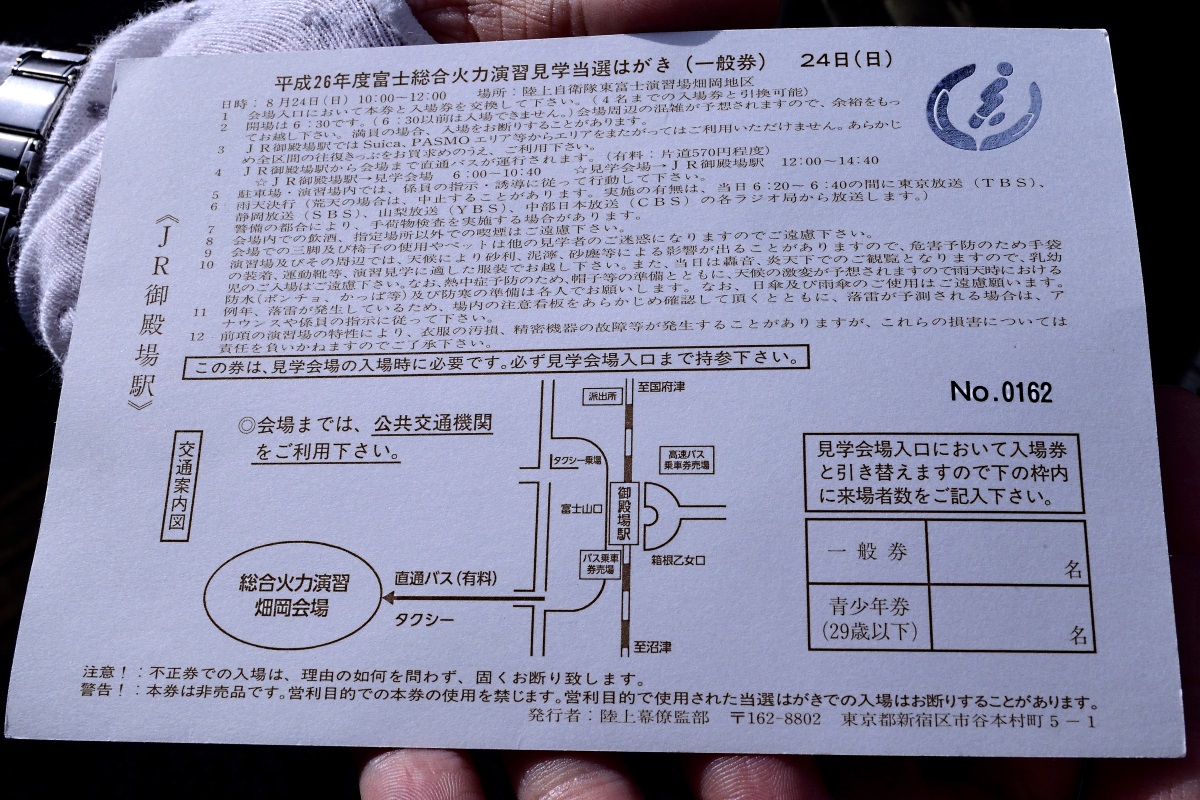 平成26年度富士総合火力演習見学当選はがき（一般券）　24日（日）
日時：８月24日（日）10:00～12:00　　場所：陸上自衛隊東富士演習場畑岡地区
1　会場入口において本券と入場券を交換して下さい。（４名までの入場券と引換可能）
2　開場は６:30です。（６:30以前は入場できません。）会場周辺の混雑が予想されますので、余裕をもっ
てお越し下さい。満員の場合、入場をお断りすることがあります。
3　ＪＲ御殿場駅では Suica, PASMOエリア等からエリアをまたがってはご利用いただけません。あらかじ
め全区間の往復きっぷをお買求めのうえ、ご利用下さい。
4　ＪＲ御殿場駅から会場まで直通バスが運行されます。（有料：片道570円程度）
☆ＪＲ御殿場駅→見学会場　６:00～10:40　　☆見学会場→ＪＲ御殿場駅　12:00～14:40
5　駐車場・演習場内では、係員の指示・誘導に従って行動して下さい。
6　雨天決行（荒天の場合は、中止することがあります。実施の有無は、当日６:20～６:40の間に東京放送（ＴＢＳ）、
静岡放送（ＳＢＳ）、山梨放送（ＹＢＳ）、中部日本放送（ＣＢＳ）の各ラジオ局から放送します。）
7　警備の都合により、手荷物検査を実施する場合があります。
8　会場内での飲酒、指定場所以外での喫煙はご遠慮下さい。
9　会場での三脚及び椅子の使用やペットは他の見学者のご迷惑になりますのでご遠慮下さい。
10　演習場及びその周辺では、天候により砂利、泥濘、砂塵等による影響が出ることがありますので、危害予防のため手袋
の装着、運動靴等、演習見学に適した服装でお越し下さい。また、当日は轟音、炎天下でのご観覧となりますので、乳幼
児のご入場はご遠慮下さい。なお、熱中症予防のため、帽子等の準備とともに、天候の激変が予想されますので雨天時における
防水（ポンチョ、かっぱ等）及び防寒の準備は各人でお願いします。なお、日傘及び雨傘のご使用はご遠慮願います。
11　例年、落雷が発生しているため、場内の注意看板をあらかじめ確認して頂くとともに、落雷が予測される場合は、ア
ナウンスや係員の指示に従って下さい。
12　前項の演習場の特性により、衣服の汚損、精密機器の故障等が発生することがありますが、これらの損害については
責任を負いかねますのでご了承下さい。
《ＪＲ御殿場駅》
この券は、見学会場の入場時に必要です。必ず見学会場入口まで持参下さい。
No.0162
◎会場までは、公共交通機関
をご利用下さい。
交通案内図
派出所
至国府津
タクシー乗場
高速バス
乗車券売場
富士山口
御殿場駅
バス乗車
券売場
箱根乙女口
総合火力演習
畑岡会場
直通バス（有料）
タクシー
至沼津
見学会場入口において入場券
と引き替えますので下の枠内
に来場者数をご記入下さい。
一般券　名
青少年券
（29歳以下）　名
注意！：不正券での入場は、理由の如何を問わず、固くお断り致します。
警告！：本券は非売品です。営利目的での本券の使用を禁じます。営利目的で使用された当選はがきでの入場はお断りすることがあります。
発行者：陸上幕僚監部　〒162-8802　東京都新宿区市谷本村町５－１